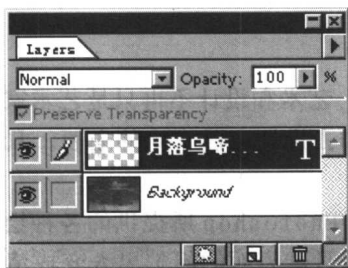 Layers
Normal Opacity: 100 %
Preserve Transparency
月落乌啼... T
Background